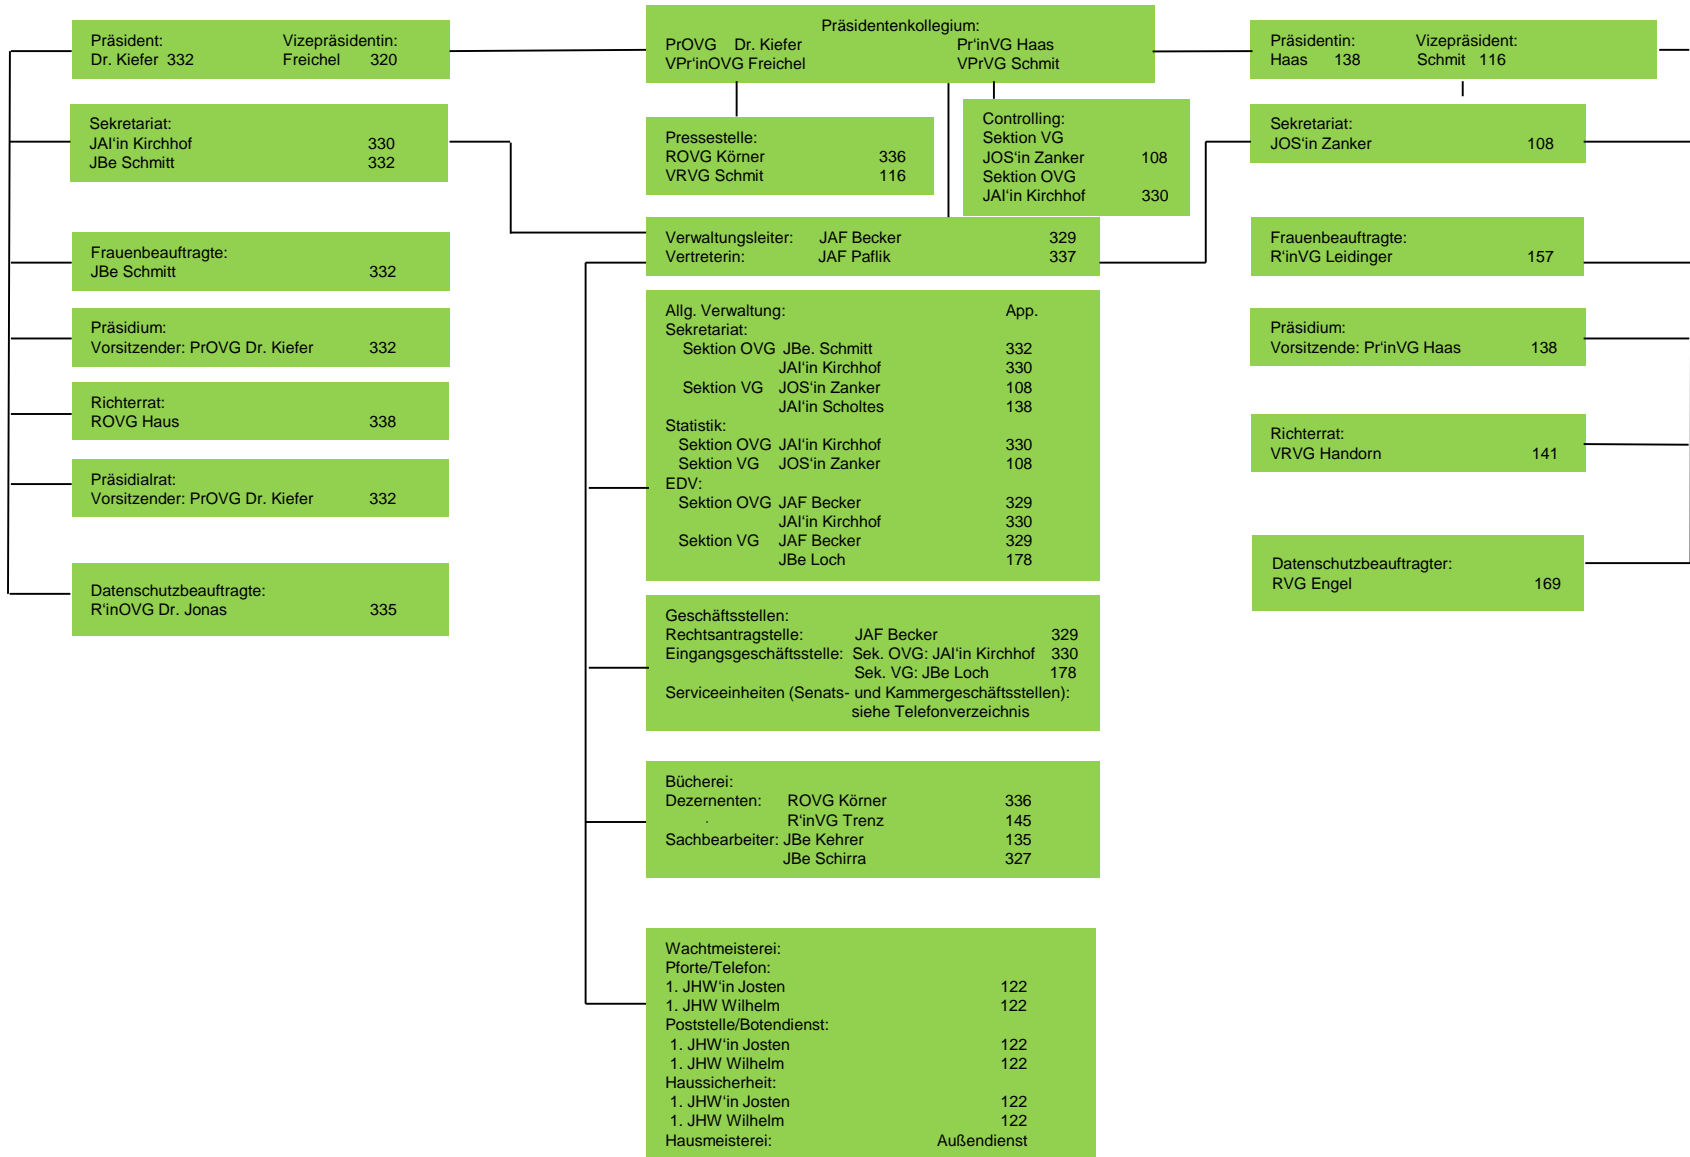 Präsident: Vizepräsidentin:
Dr. Kiefer 332 Freichel 320
Präsidentenkollegium:
PrOVG Dr. Kiefer Pr'inVG Haas
VPr'inOVG Freichel VPrVG Schmit
Präsidentin: Vizepräsident:
Haas 138 Schmit 116
Sekretariat:
JAI'in Kirchhof 330
JBe Schmitt 332
Pressestelle:
ROVG Körner 336
VRVG Schmit 116
Controlling:
Sektion VG
JOS'in Zanker 108
Sektion OVG
JAI'in Kirchhof 330
Sekretariat:
JOS'in Zanker 108
Frauenbeauftragte:
JBe Schmitt 332
Verwaltungsleiter: JAF Becker 329
Vertreterin: JAF Paflik 337
Frauenbeauftragte:
R'inVG Leidinger 157
Präsidium:
Vorsitzender: PrOVG Dr. Kiefer 332
Richterrat:
ROVG Haus 338
Präsidialrat:
Vorsitzender: PrOVG Dr. Kiefer 332
Datenschutzbeauftragte:
R'inOVG Dr. Jonas 335
Allg. Verwaltung: App.
Sekretariat:
Sektion OVG JBe. Schmitt 332
JAI'in Kirchhof 330
Sektion VG JOS'in Zanker 108
JAI'in Scholtes 138
Statistik:
Sektion OVG JAI'in Kirchhof 330
Sektion VG JOS'in Zanker 108
EDV:
Sektion OVG JAF Becker 329
JAI'in Kirchhof 330
Sektion VG JAF Becker 329
JBe Loch 178
Präsidium:
Vorsitzende: Pr'inVG Haas 138
Richterrat:
VRVG Handorn 141
Datenschutzbeauftragter:
RVG Engel 169
Geschäftsstellen:
Rechtsantragstelle: JAF Becker 329
Eingangsgeschäftsstelle: Sek. OVG: JAI'in Kirchhof 330
Sek. VG: JBe Loch 178
Serviceeinheiten (Senats- und Kammergeschäftsstellen):
siehe Telefonverzeichnis
Bücherei:
Dezernenten: ROVG Körner 336
R'inVG Trenz 145
Sachbearbeiter: JBe Kehrer 135
JBe Schirra 327
Wachtmeisterei:
Pforte/Telefon:
1. JHW'in Josten 122
1. JHW Wilhelm 122
Poststelle/Botendienst:
1. JHW'in Josten 122
1. JHW Wilhelm 122
Haussicherheit:
1. JHW'in Josten 122
1. JHW Wilhelm 122
Hausmeisterei: Außendienst